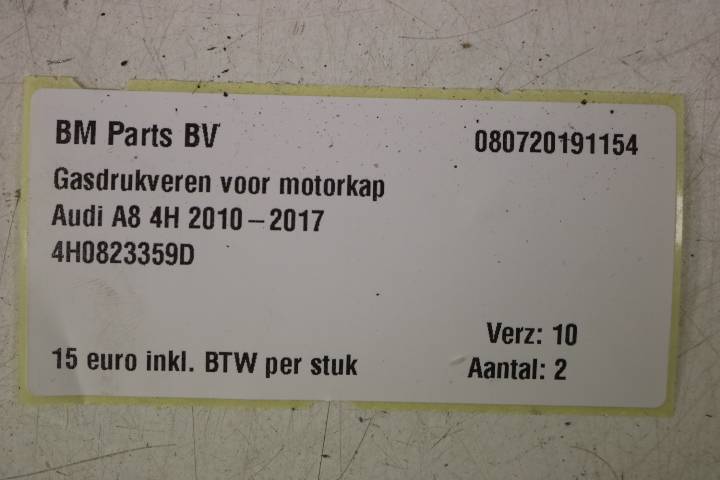 BM Parts BV 080720191154
Gasdrukveren voor motorkap
Audi A8 4H 2010 – 2017
4H0823359D
Verz: 10
15 euro inkl. BTW per stuk Aantal: 2